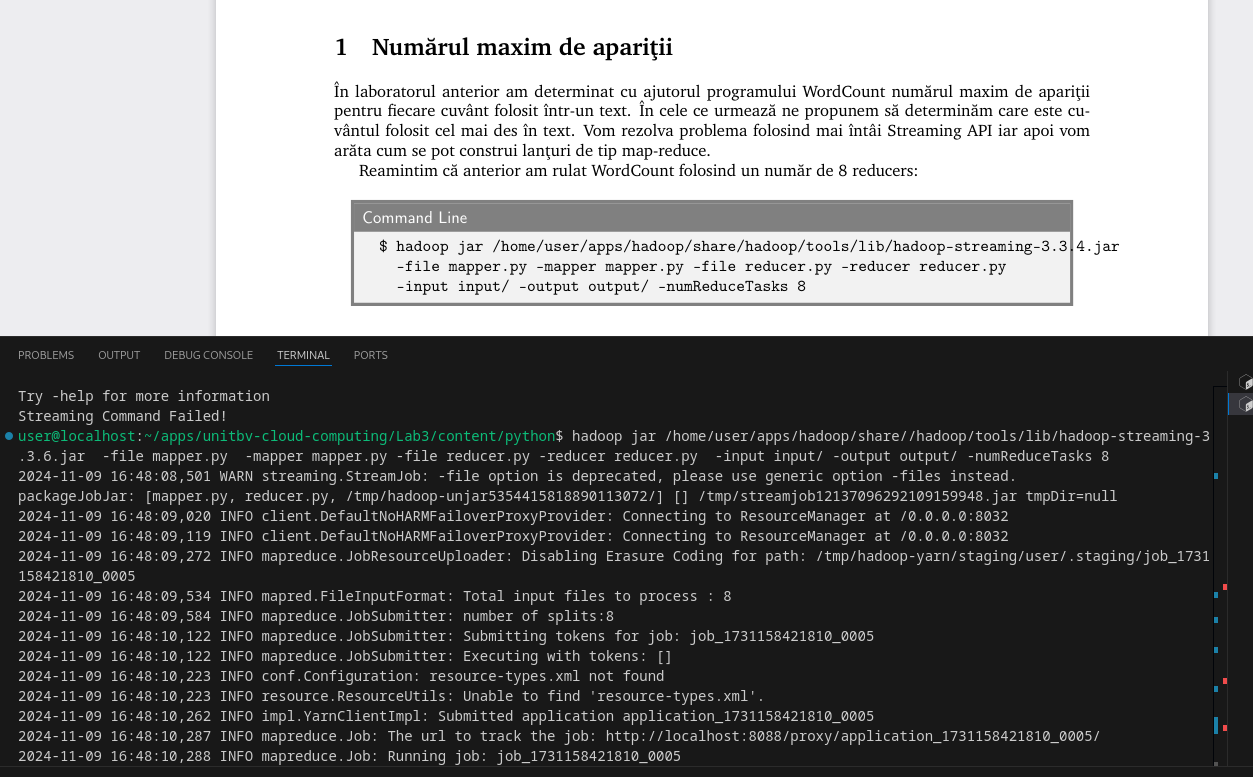 1 Numărul maxim de apariţii
În laboratorul anterior am determinat cu ajutorul programului WordCount numărul maxim de apariţii
pentru fiecare cuvânt folosit într-un text. În cele ce urmează ne propunem să determinăm care este cu-
vântul folosit cel mai des în text. Vom rezolva problema folosind mai întâi Streaming API iar apoi vom
arăta cum se pot construi lanţuri de tip map-reduce.
Reamintim că anterior am rulat WordCount folosind un număr de 8 reducers:
Command Line
$ hadoop jar /home/user/apps/hadoop/share/hadoop/tools/lib/hadoop-streaming-3.3.4.jar
-file mapper.py -mapper mapper.py -file reducer.py -reducer reducer.py
-input input/ -output output/ -numReduceTasks 8
PROBLEMS OUTPUT DEBUG CONSOLE TERMINAL PORTS
Try -help for more information
Streaming Command Failed!
user@localhost:~/apps/unitbv-cloud-computing/Lab3/content/python$ hadoop jar /home/user/apps/hadoop/share//hadoop/tools/lib/hadoop-streaming-3
.3.6.jar  -file mapper.py  -mapper mapper.py -file reducer.py -reducer reducer.py  -input input/ -output output/ -numReduceTasks 8
2024-11-09 16:48:08,501 WARN streaming.StreamJob: -file option is deprecated, please use generic option -files instead.
packageJobJar: [mapper.py, reducer.py, /tmp/hadoop-unjar5354415818890113072/] [] /tmp/streamjob12137096292109159948.jar tmpDir=null
2024-11-09 16:48:09,020 INFO client.DefaultNoHARMFailoverProxyProvider: Connecting to ResourceManager at /0.0.0.0:8032
2024-11-09 16:48:09,119 INFO client.DefaultNoHARMFailoverProxyProvider: Connecting to ResourceManager at /0.0.0.0:8032
2024-11-09 16:48:09,272 INFO mapreduce.JobResourceUploader: Disabling Erasure Coding for path: /tmp/hadoop-yarn/staging/user/.staging/job_1731
158421810_0005
2024-11-09 16:48:09,534 INFO mapred.FileInputFormat: Total input files to process : 8
2024-11-09 16:48:09,584 INFO mapreduce.JobSubmitter: number of splits:8
2024-11-09 16:48:10,122 INFO mapreduce.JobSubmitter: Submitting tokens for job: job_1731158421810_0005
2024-11-09 16:48:10,122 INFO mapreduce.JobSubmitter: Executing with tokens: []
2024-11-09 16:48:10,223 INFO conf.Configuration: resource-types.xml not found
2024-11-09 16:48:10,223 INFO resource.ResourceUtils: Unable to find 'resource-types.xml'.
2024-11-09 16:48:10,262 INFO impl.YarnClientImpl: Submitted application application_1731158421810_0005
2024-11-09 16:48:10,287 INFO mapreduce.Job: The url to track the job: http://localhost:8088/proxy/application_1731158421810_0005/
2024-11-09 16:48:10,288 INFO mapreduce.Job: Running job: job_1731158421810_0005